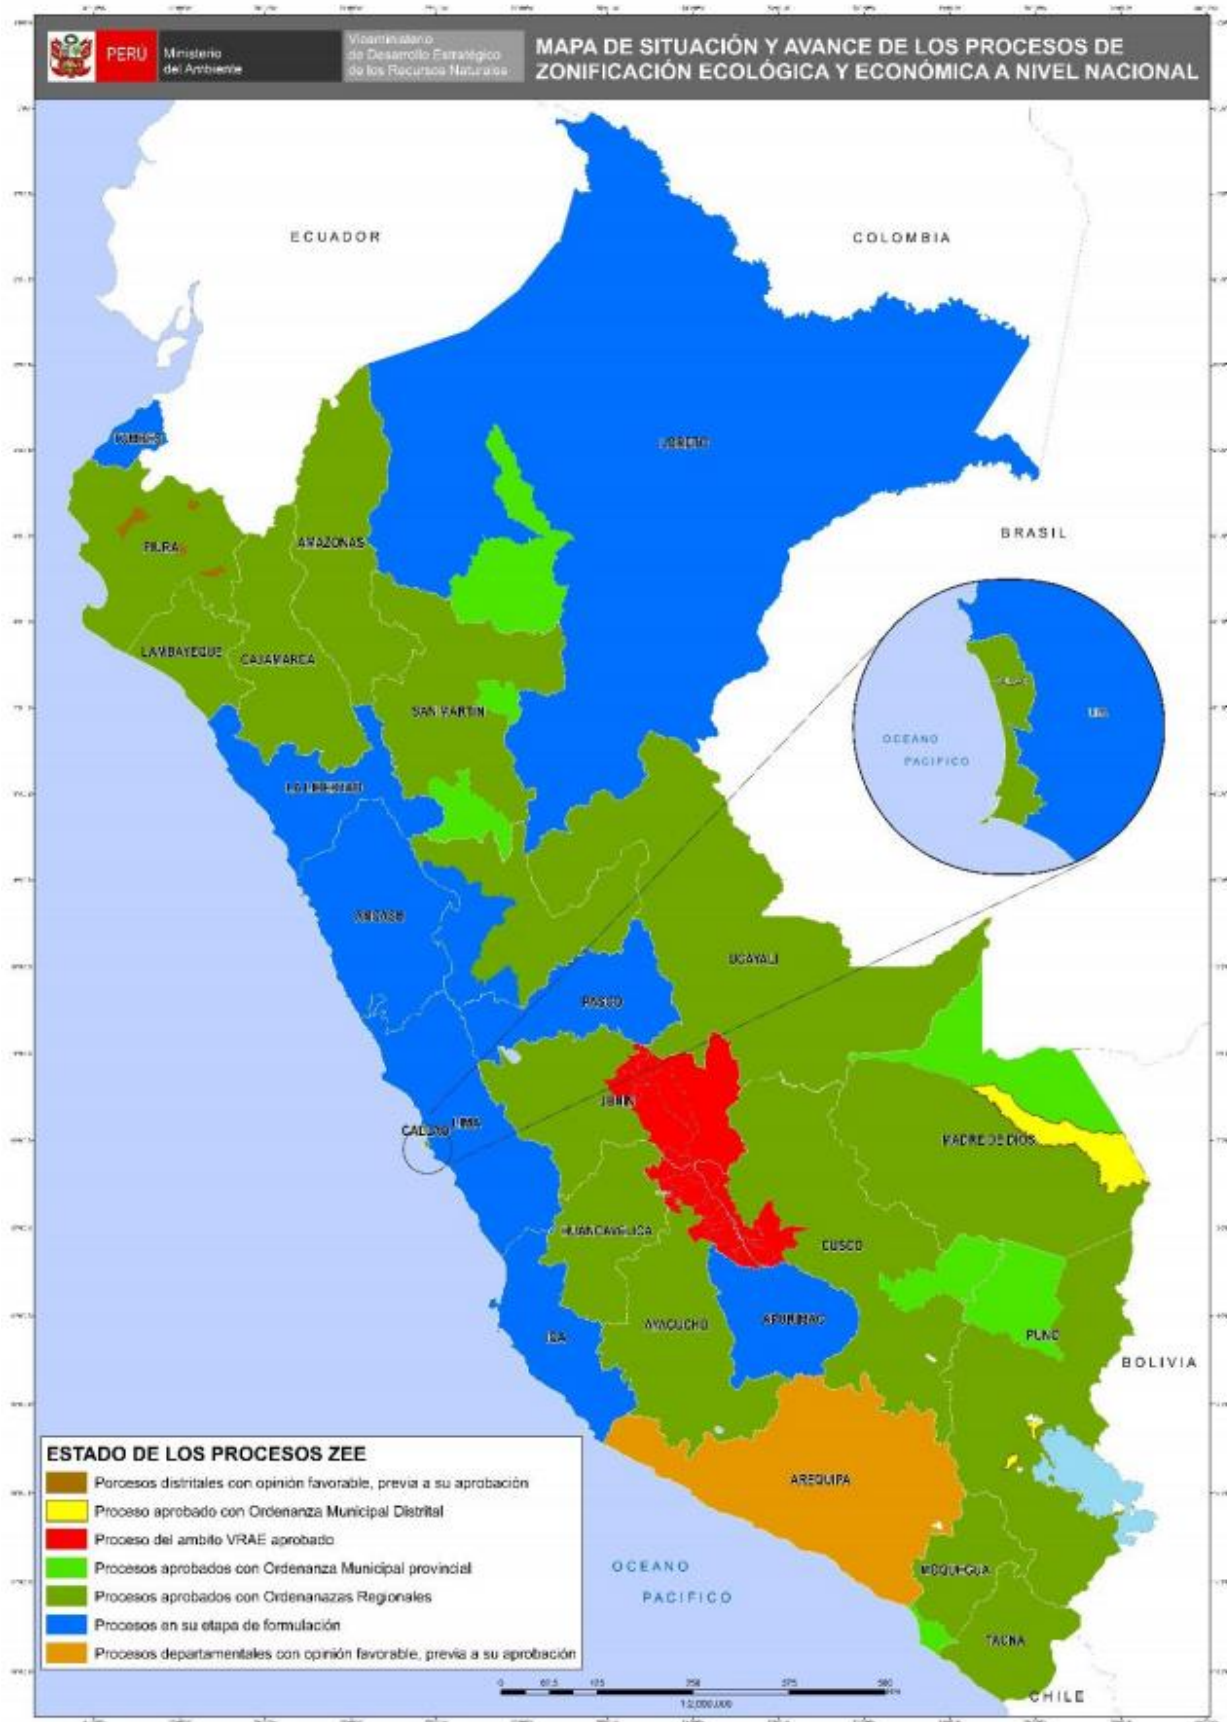 PERÚ
Ministerio
del Ambiente
Viceministerio
de Desarrollo Estratégico
de los Recursos Naturales
MAPA DE SITUACIÓN Y AVANCE DE LOS PROCESOS DE
ZONIFICACIÓN ECOLÓGICA Y ECONÓMICA A NIVEL NACIONAL
ECUADOR
COLOMBIA
TUMBES
LORETO
BRASIL
PIURA
AMAZONAS
LAMBAYEQUE
CAJAMARCA
SAN MARTIN
LIMA
OCEANO
PACIFICO
LA LIBERTAD
ANCASH
UCAYALI
PASCO
JUNIN
CALLAO
LIMA
MADRE DE DIOS
HUANCAVELICA
CUSCO
ICA
AYACUCHO
APURIMAC
PUNO
BOLIVIA
AREQUIPA
MOQUEGUA
TACNA
CHILE
OCEANO
PACIFICO
ESTADO DE LOS PROCESOS ZEE
Porcesos distritales con opinión favorable, previa a su aprobación
Proceso aprobado con Ordenanza Municipal Distrital
Proceso del ambito VRAE aprobado
Procesos aprobados con Ordenanza Municipal provincial
Procesos aprobados con Ordenanazas Regionales
Procesos en su etapa de formulación
Procesos departamentales con opinión favorable, previa a su aprobación
1:2,000,000